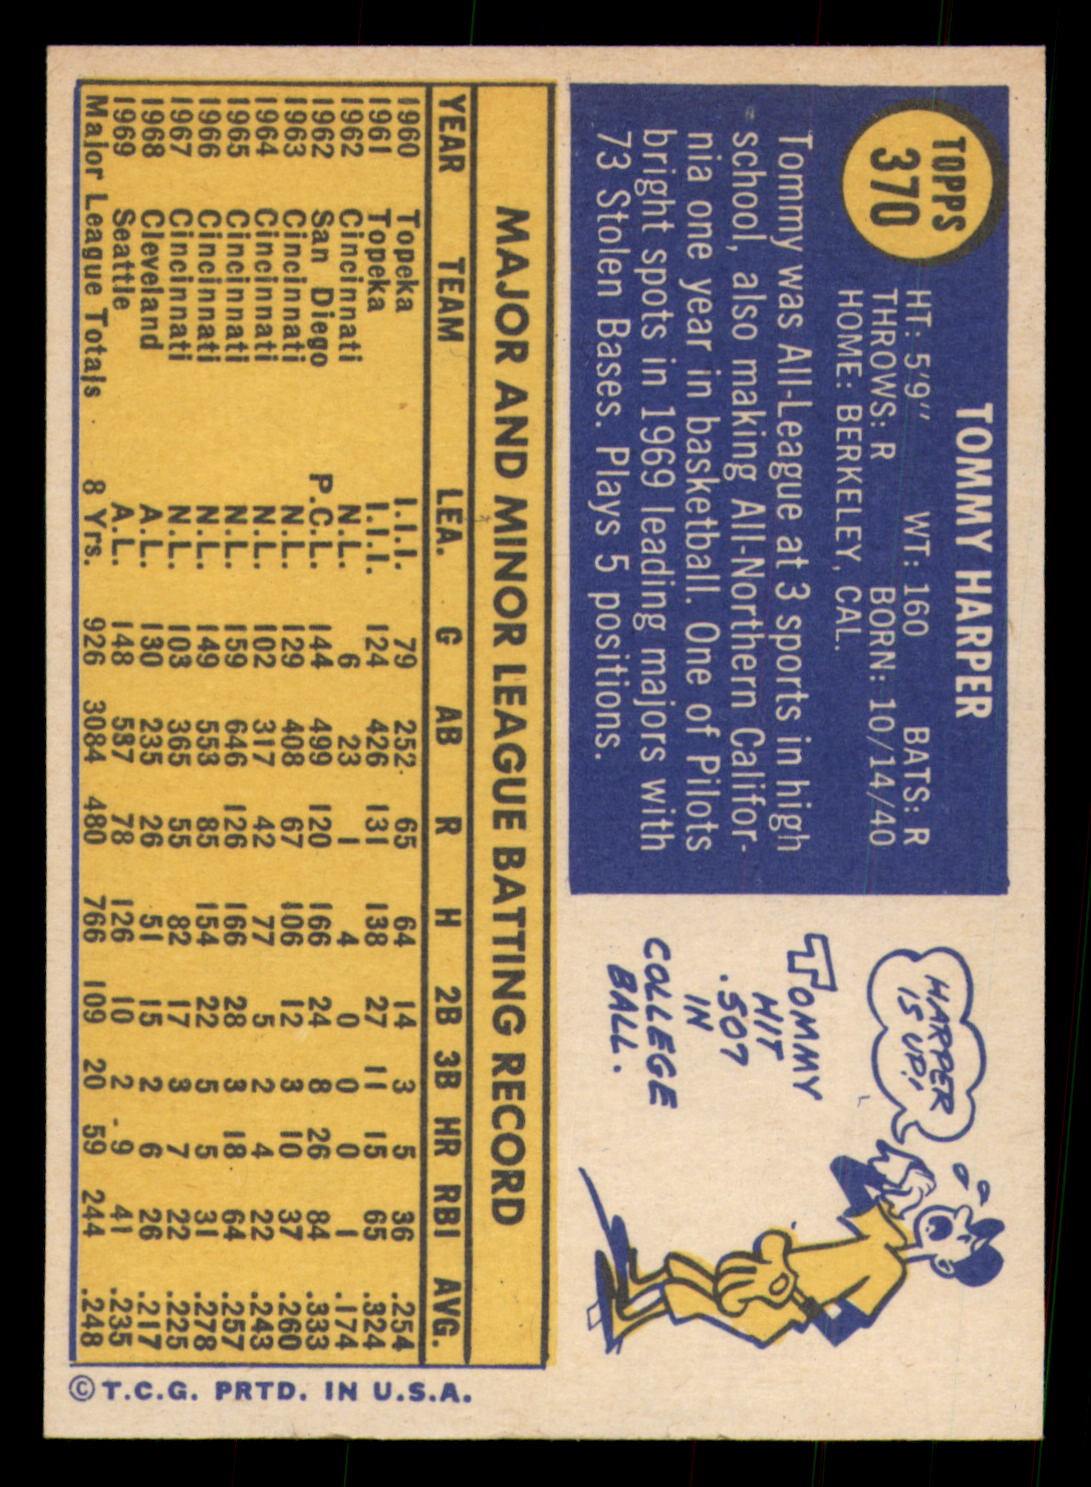 TOPPS
370
TOMMY HARPER
HT: 5'9" WT: 160 BATS: R
THROWS: R BORN: 10/14/40
HOME: BERKELEY, CAL.
Tommy was All-League at 3 sports in high
school, also making All-Northern Califor-
nia one year in basketball. One of Pilots
bright spots in 1969 leading majors with
73 Stolen Bases. Plays 5 positions.
HARPER
IS UP!
TOMMY
HIT
.507
IN
COLLEGE
BALL.
MAJOR AND MINOR LEAGUE BATTING RECORD
YEAR TEAM LEA. G AB R H 2B 3B HR RBI AVG.
1960 Topeka I.I.I. 79 252 65 64 14 3 5 36 .254
1961 Topeka I.I.I. 124 426 131 138 27 11 15 65 .324
1962 Cincinnati N.L. 6 23 1 4 0 0 0 1 .174
1962 San Diego P.C.L. 144 499 120 166 24 8 26 84 .333
1963 Cincinnati N.L. 129 408 67 106 12 3 10 37 .260
1964 Cincinnati N.L. 102 317 42 77 5 2 4 22 .243
1965 Cincinnati N.L. 159 646 126 166 28 3 18 64 .257
1966 Cincinnati N.L. 149 553 85 154 22 5 5 31 .278
1967 Cincinnati N.L. 103 365 55 82 17 3 7 22 .225
1968 Cleveland A.L. 130 235 26 51 15 2 6 26 .217
1969 Seattle A.L. 148 537 78 126 10 2 9 41 .235
Major League Totals 8 Yrs. 926 3084 480 766 109 20 59 244 .248
© T.C.G. PRTD. IN U.S.A.